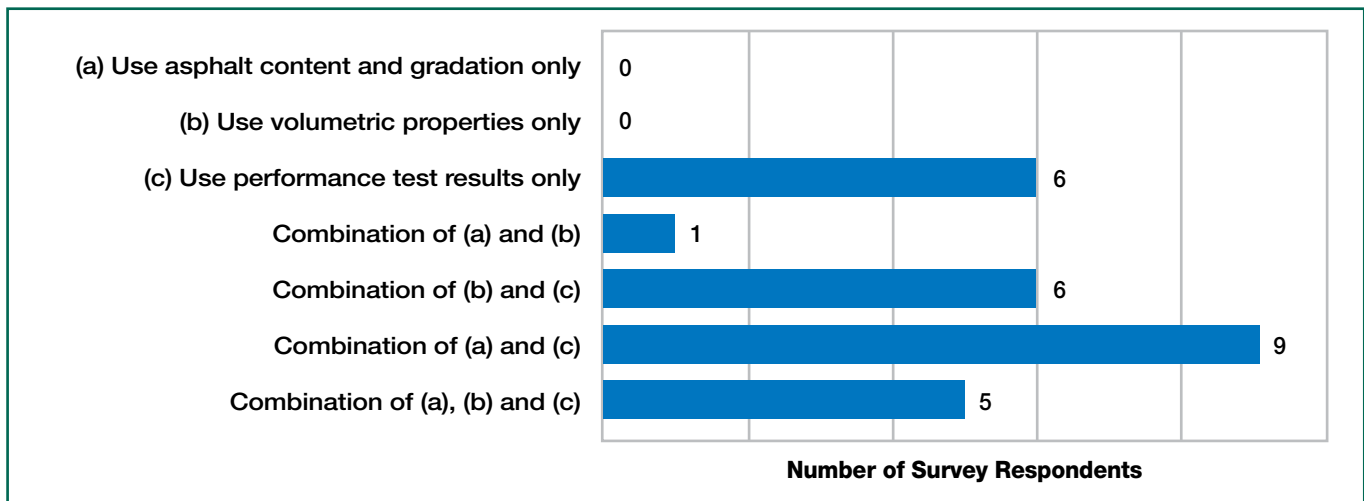 (a) Use asphalt content and gradation only
0
(b) Use volumetric properties only
0
(c) Use performance test results only
6
Combination of (a) and (b)
1
Combination of (b) and (c)
6
Combination of (a) and (c)
9
Combination of (a), (b) and (c)
5
Number of Survey Respondents